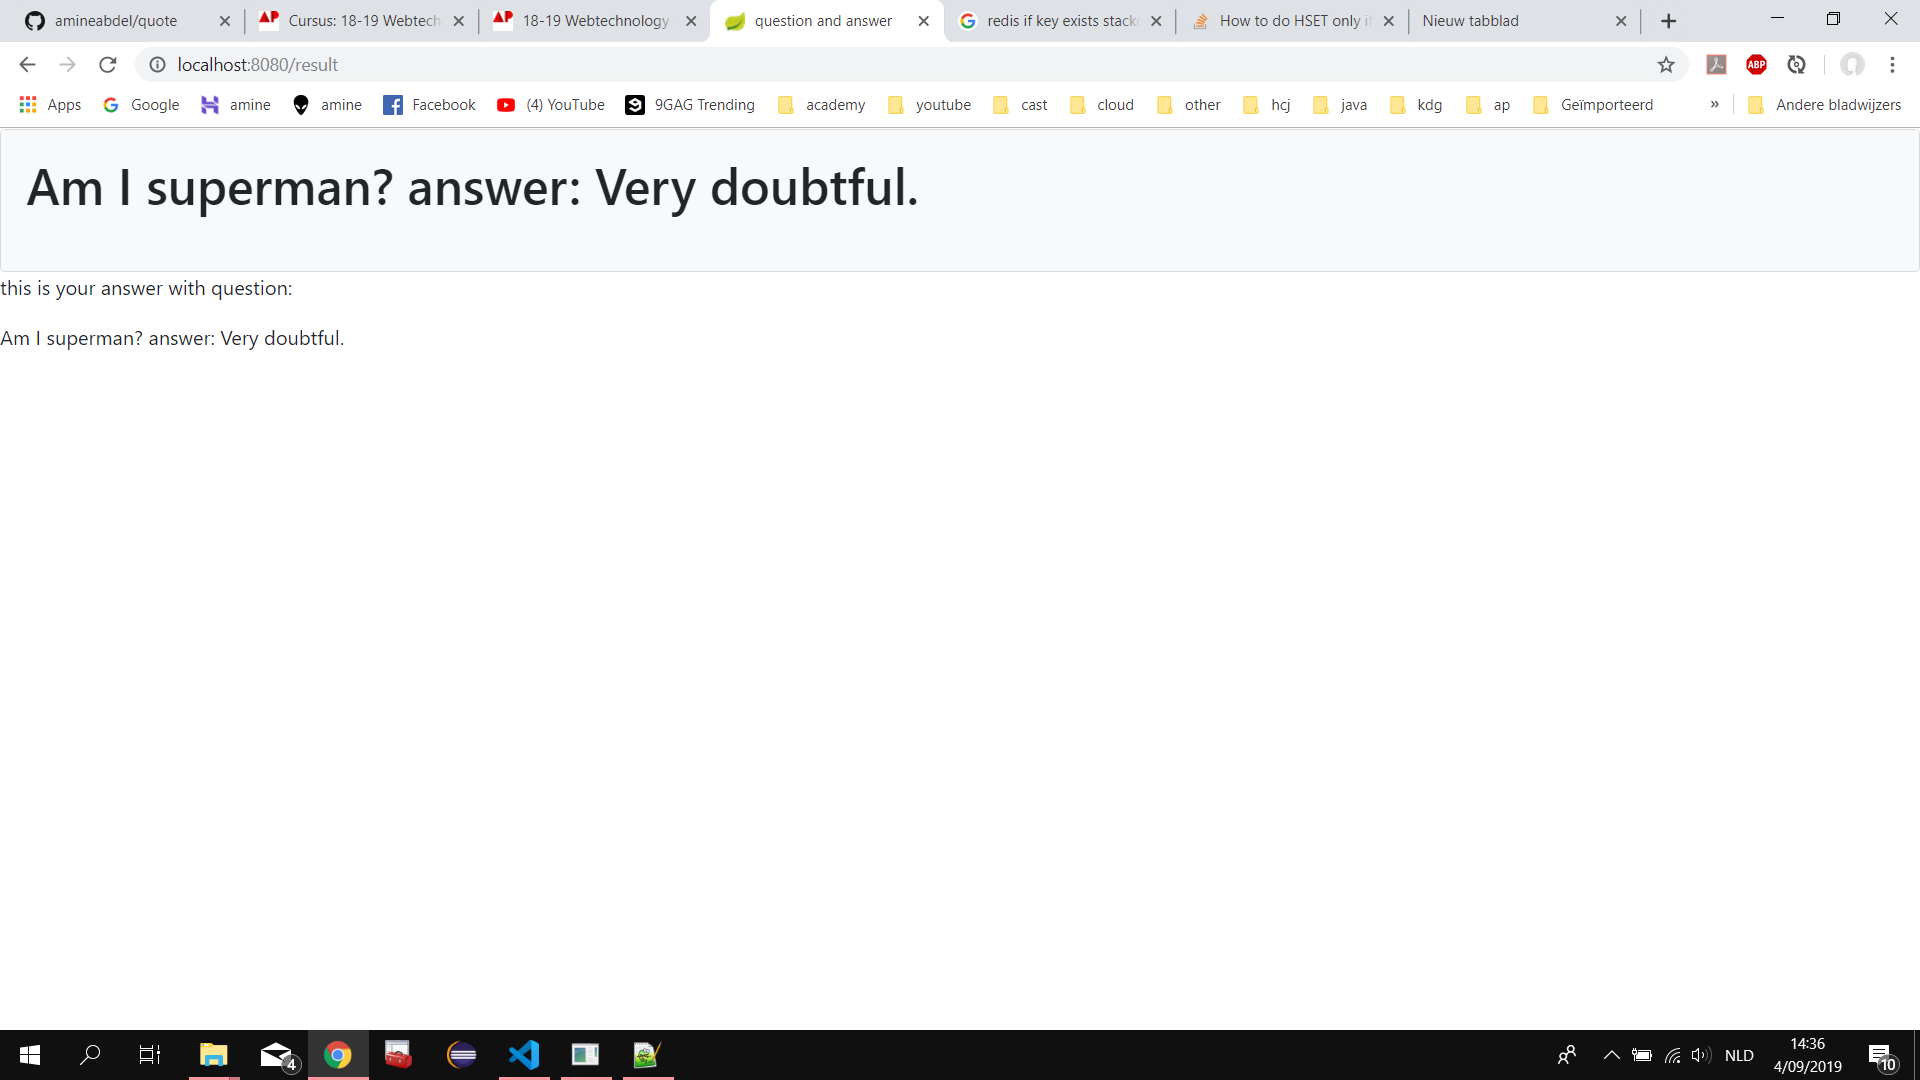 amineabdel/quote
Cursus: 18-19 Webtech
18-19 Webtechnology
question and answer
redis if key exists stack
How to do HSET only if
Nieuw tabblad
localhost:8080/result
ABP
Apps
Google
amine
amine
Facebook
(4) YouTube
9GAG Trending
academy
youtube
cast
cloud
other
hcj
java
kdg
ap
Geïmporteerd
»
Andere bladwijzers
Am I superman? answer: Very doubtful.
this is your answer with question:
Am I superman? answer: Very doubtful.
4
NLD
14:36
4/09/2019
10